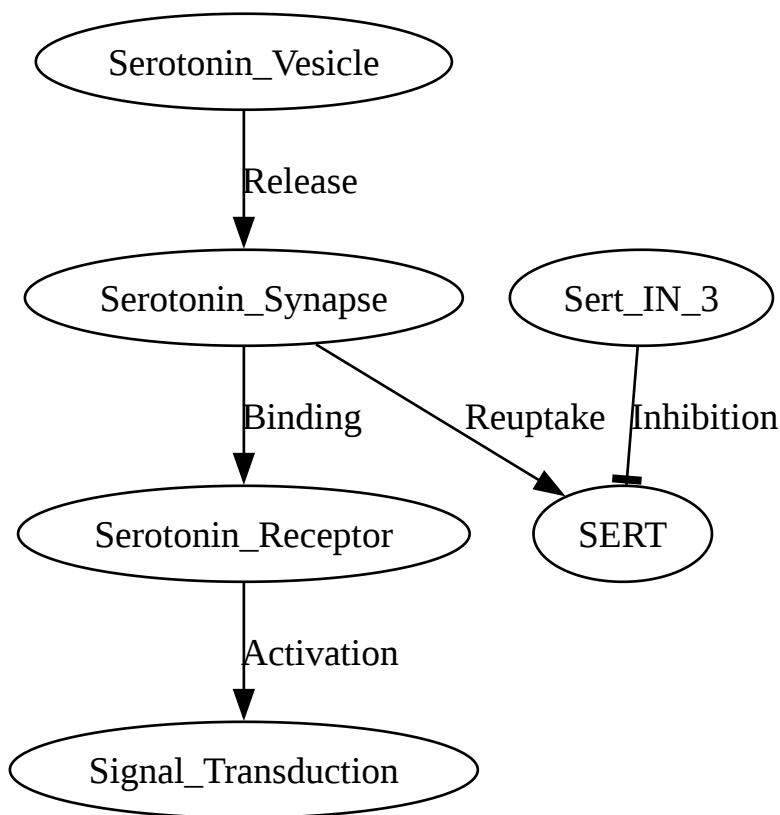 Serotonin_Vesicle
Release
Serotonin_Synapse
Sert_IN_3
Binding
Reuptake
Inhibition
Serotonin_Receptor
SERT
Activation
Signal_Transduction